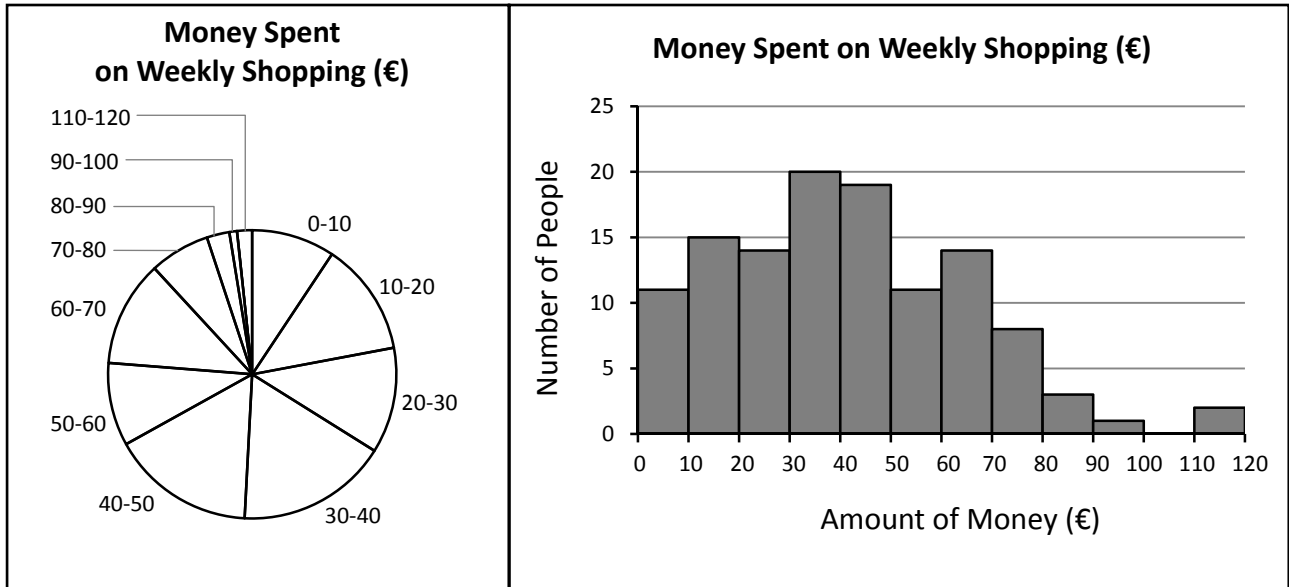 Money Spent
on Weekly Shopping (€)
110-120
90-100
80-90
70-80
60-70
50-60
40-50
0-10
10-20
20-30
30-40
Money Spent on Weekly Shopping (€)
Number of People
25
20
15
10
5
0
0 10 20 30 40 50 60 70 80 90 100 110 120
Amount of Money (€)